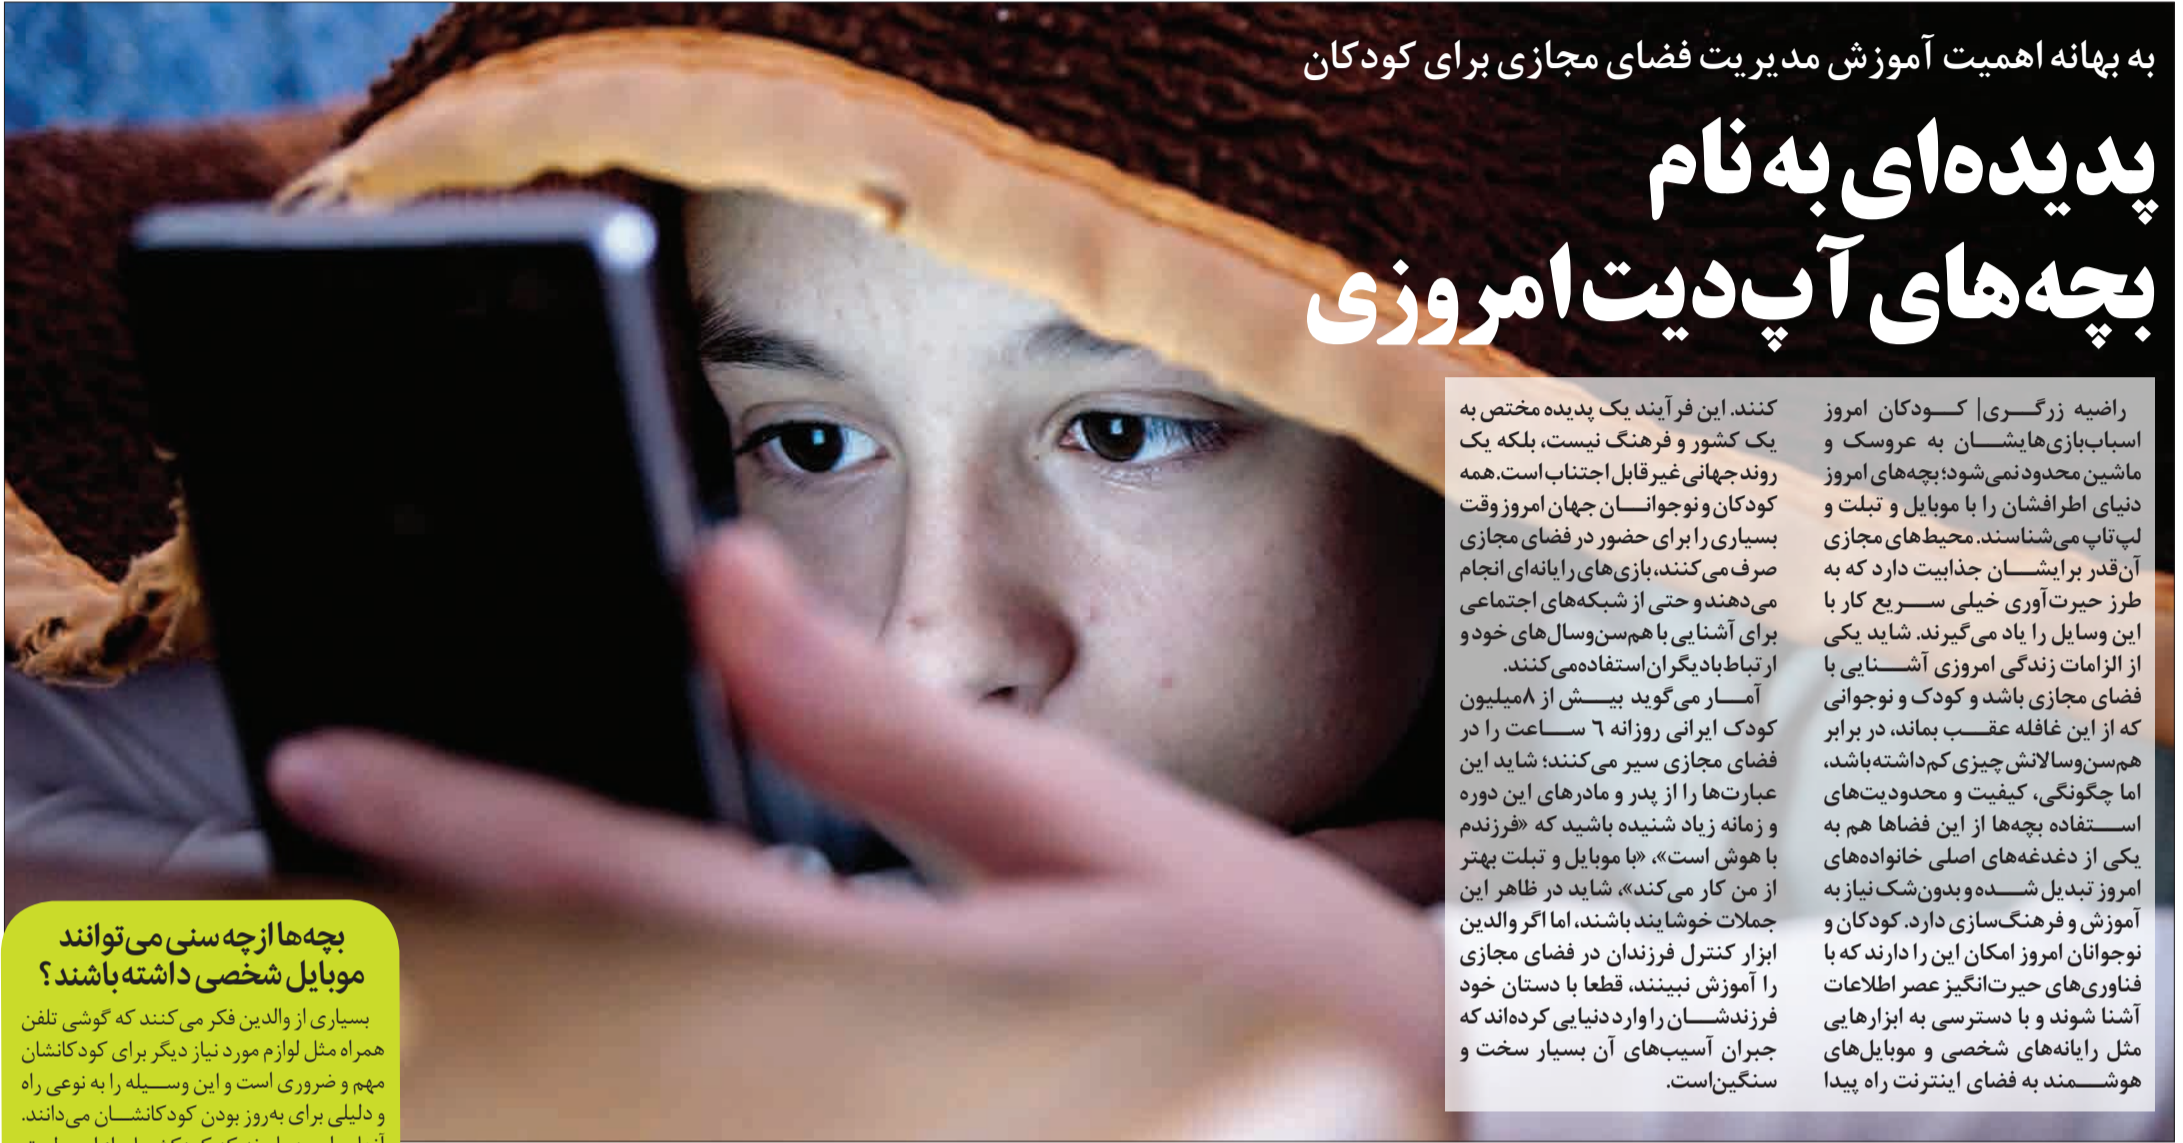 به بهانه اهمیت آموزش مدیریت فضای مجازی برای کودکان
پدیده‌ای به نام
بچه‌های آپ‌دیت امروزی
راضیه زرگری| کودکان امروز
اسباب‌بازی‌هایشان به عروسک و
ماشین محدود نمی‌شود؛ بچه‌های امروز
دنیای اطرافشان را با موبایل و تبلت و
لپ‌تاپ می‌شناسند. محیط‌های مجازی
آن‌قدر برایشان جذابیت دارد که به
طرز حیرت‌آوری خیلی سریع کار با
این وسایل را یاد می‌گیرند. شاید یکی
از الزامات زندگی امروزی آشنایی با
فضای مجازی باشد و کودک و نوجوانی
که از این غافله عقب بماند، در برابر
هم‌سن‌وسالانش چیزی کم داشته باشد،
اما چگونگی، کیفیت و محدودیت‌های
استفاده بچه‌ها از این فضاها هم به
یکی از دغدغه‌های اصلی خانواده‌های
امروز تبدیل شده و بدون‌شک نیاز به
آموزش و فرهنگ‌سازی دارد. کودکان و
نوجوانان امروز امکان این را دارند که با
فناوری‌های حیرت‌انگیز عصر اطلاعات
آشنا شوند و با دسترسی به ابزارهایی
مثل رایانه‌های شخصی و موبایل‌های
هوشمند به فضای اینترنت راه پیدا
کنند. این فرآیند یک پدیده مختص به
یک کشور و فرهنگ نیست، بلکه یک
روند جهانی غیرقابل اجتناب است. همه
کودکان و نوجوانان جهان امروز وقت
بسیاری را برای حضور در فضای مجازی
صرف می‌کنند، بازی‌های رایانه‌ای انجام
می‌دهند و حتی از شبکه‌های اجتماعی
برای آشنایی با هم‌سن‌وسال‌های خود و
ارتباط با دیگران استفاده می‌کنند.
آمار می‌گوید بیش از ۸میلیون
کودک ایرانی روزانه ٦ ساعت را در
فضای مجازی سیر می‌کنند؛ شاید این
عبارت‌ها را از پدر و مادرهای این دوره
و زمانه زیاد شنیده باشید که «فرزندم
با هوش است»، «با موبایل و تبلت بهتر
از من کار می‌کند»، شاید در ظاهر این
جملات خوشایند باشند، اما اگر والدین
ابزار کنترل فرزندان در فضای مجازی
را آموزش نبینند، قطعا با دستان خود
فرزندشان را وارد دنیایی کرده‌اند که
جبران آسیب‌های آن بسیار سخت و
سنگین است.
بچه‌ها از چه سنی می‌توانند
موبایل شخصی داشته باشند؟
بسیاری از والدین فکر می‌کنند که گوشی تلفن
همراه مثل لوازم مورد نیاز دیگر برای کودکانشان
مهم و ضروری است و این وسیله را به نوعی راه
و دلیلی برای به‌روز بودن کودکانشان می‌دانند.